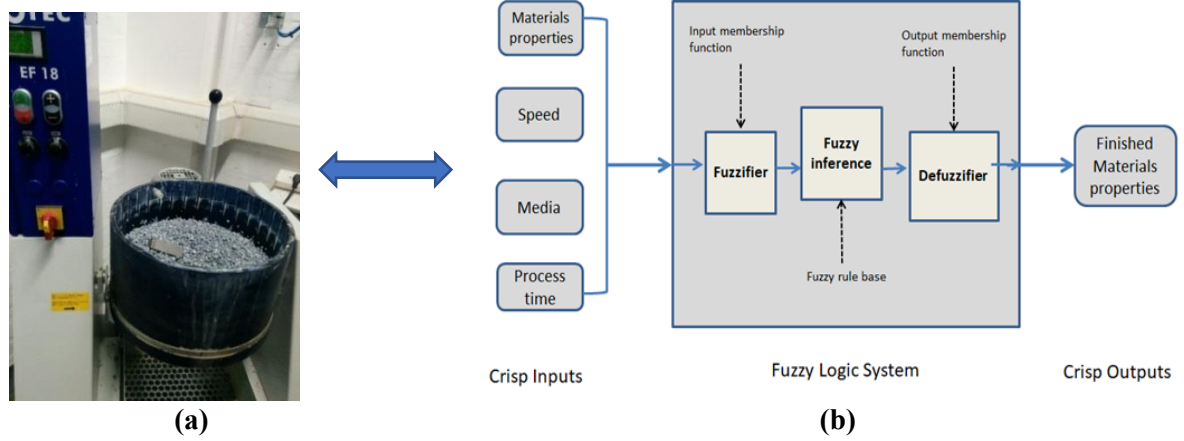 OTEC
EF 18
(a)
Materials
properties
Speed
Media
Process
time
Crisp Inputs
Input membership
function
Output membership
function
Fuzzifier
Fuzzy
inference
Defuzzifier
Fuzzy rule base
Fuzzy Logic System
Finished
Materials
properties
Crisp Outputs
(b)